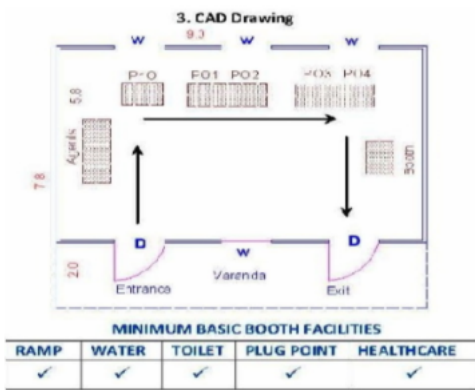 3. CAD Drawing
9.0
W W W
PrO PO1 PO2 PO3 PO4
5.8
Agents
Booth
7.8
D D
W
2.0
Entrance Varenda Exit
MINIMUM BASIC BOOTH FACILITIES
RAMP WATER TOILET PLUG POINT HEALTHCARE
✓ ✓ ✓ ✓ ✓